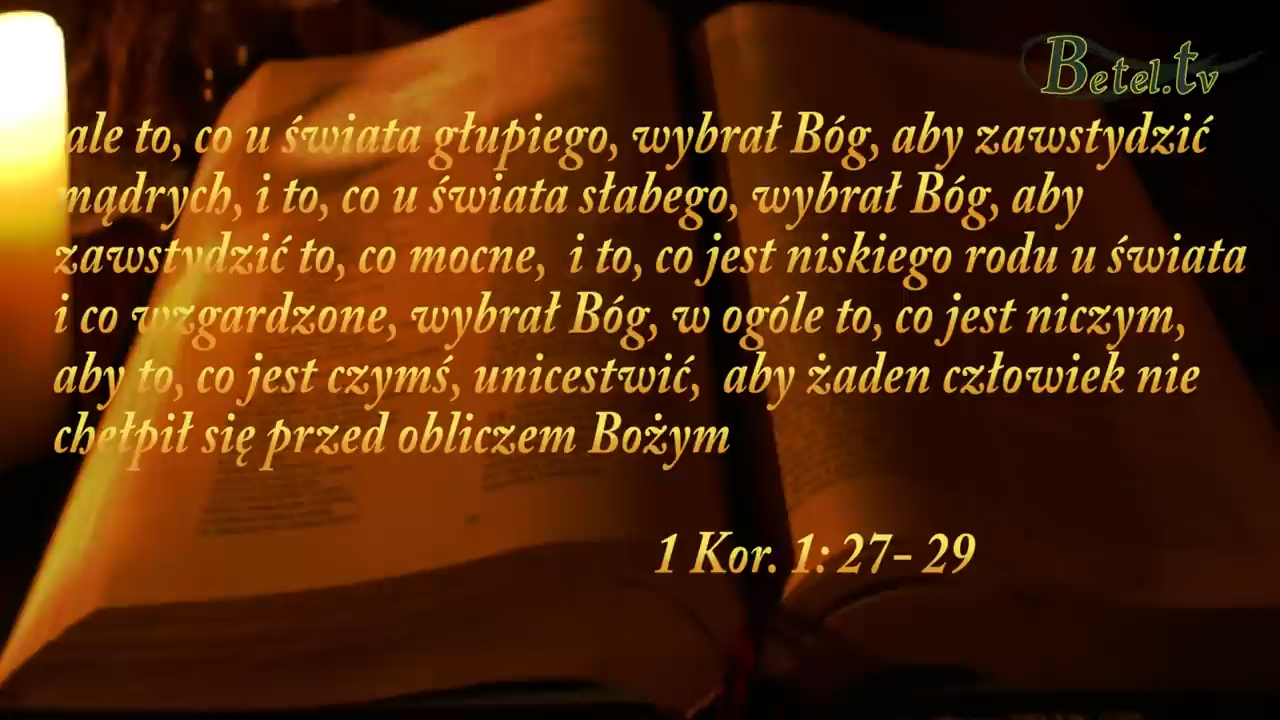 Betel.tv
ale to, co u świata głupiego, wybrał Bóg, aby zawstydzić
mądrych, i to, co u świata słabego, wybrał Bóg, aby
zawstydzić to, co mocne, i to, co jest niskiego rodu u świata
i co wzgardzone, wybrał Bóg, w ogóle to, co jest niczym,
aby to, co jest czymś, unicestwić, aby żaden człowiek nie
chełpił się przed obliczem Bożym
1 Kor. 1: 27- 29